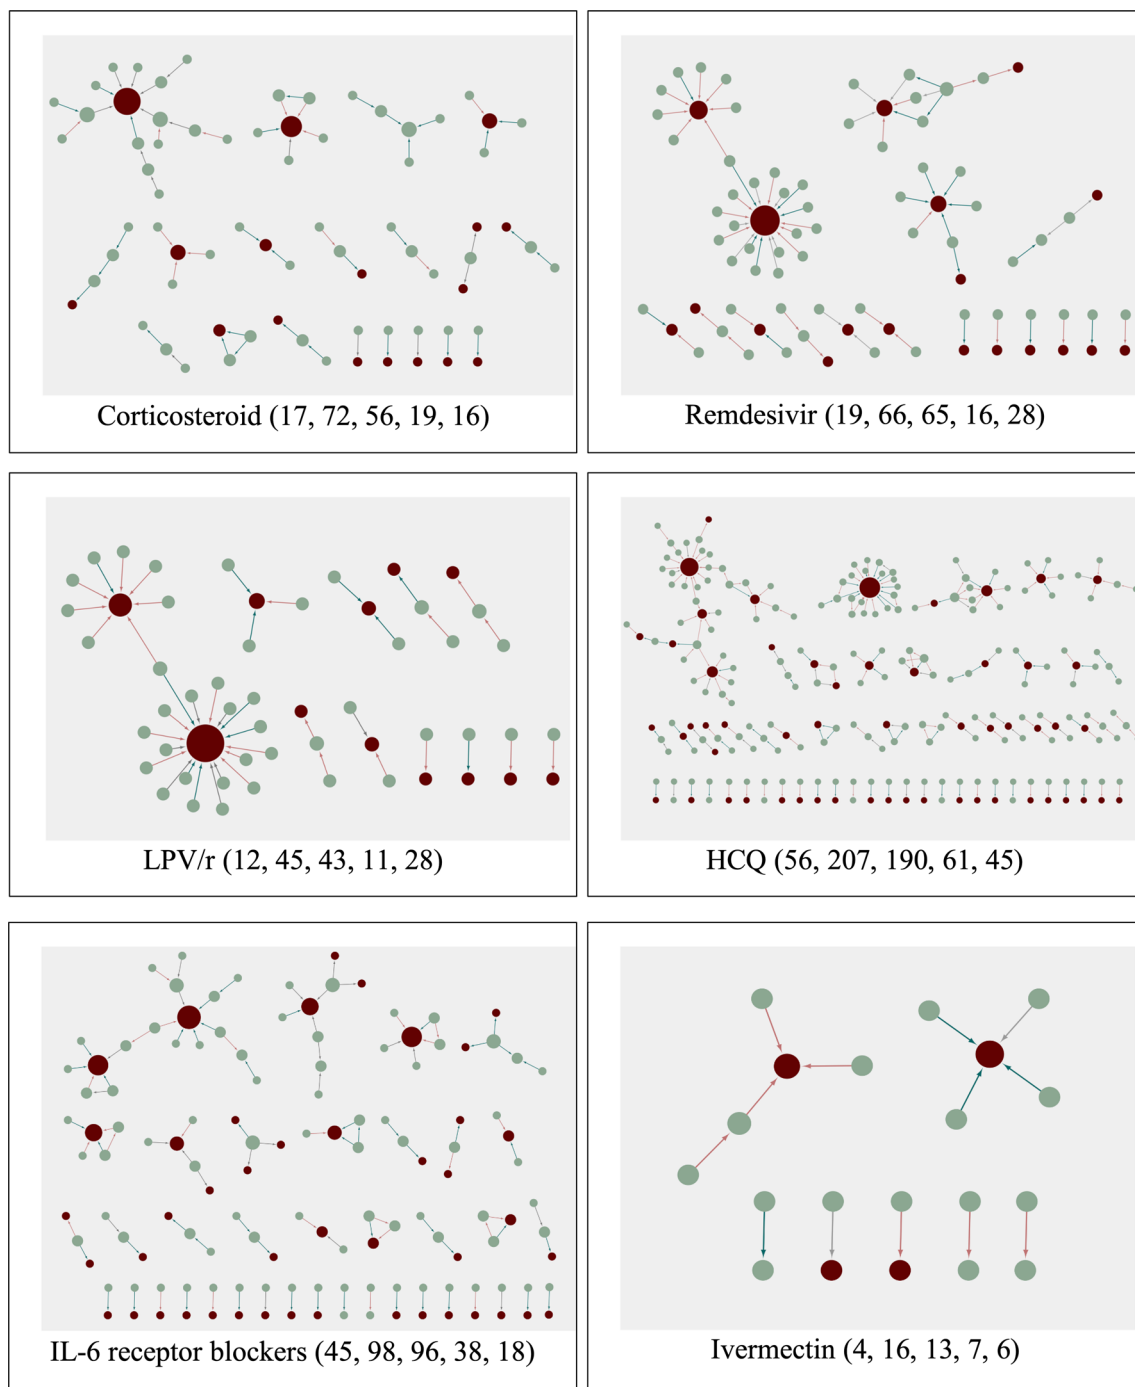 Corticosteroid (17, 72, 56, 19, 16)
Remdesivir (19, 66, 65, 16, 28)
LPV/r (12, 45, 43, 11, 28)
HCQ (56, 207, 190, 61, 45)
IL-6 receptor blockers (45, 98, 96, 38, 18)
Ivermectin (4, 16, 13, 7, 6)